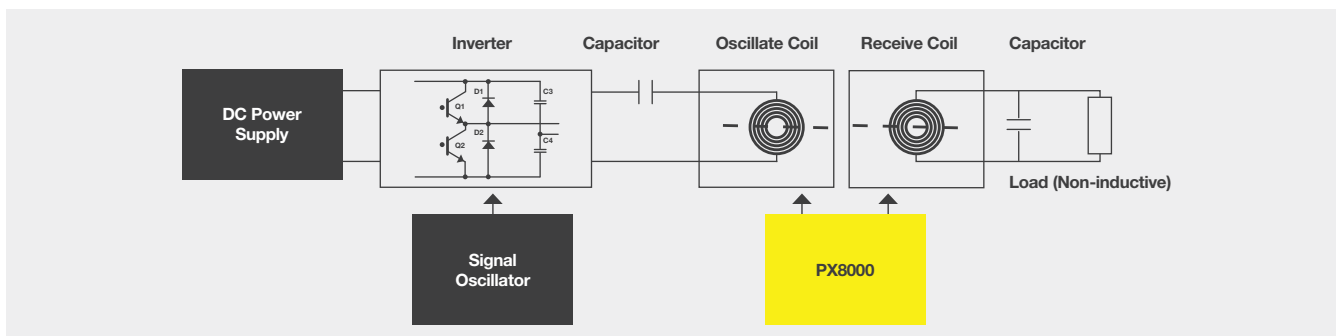 Inverter
Capacitor
Oscillate Coil
Receive Coil
Capacitor
DC Power
Supply
D1
C3
Q1
D2
C4
Q2
Load (Non-inductive)
Signal
Oscillator
PX8000